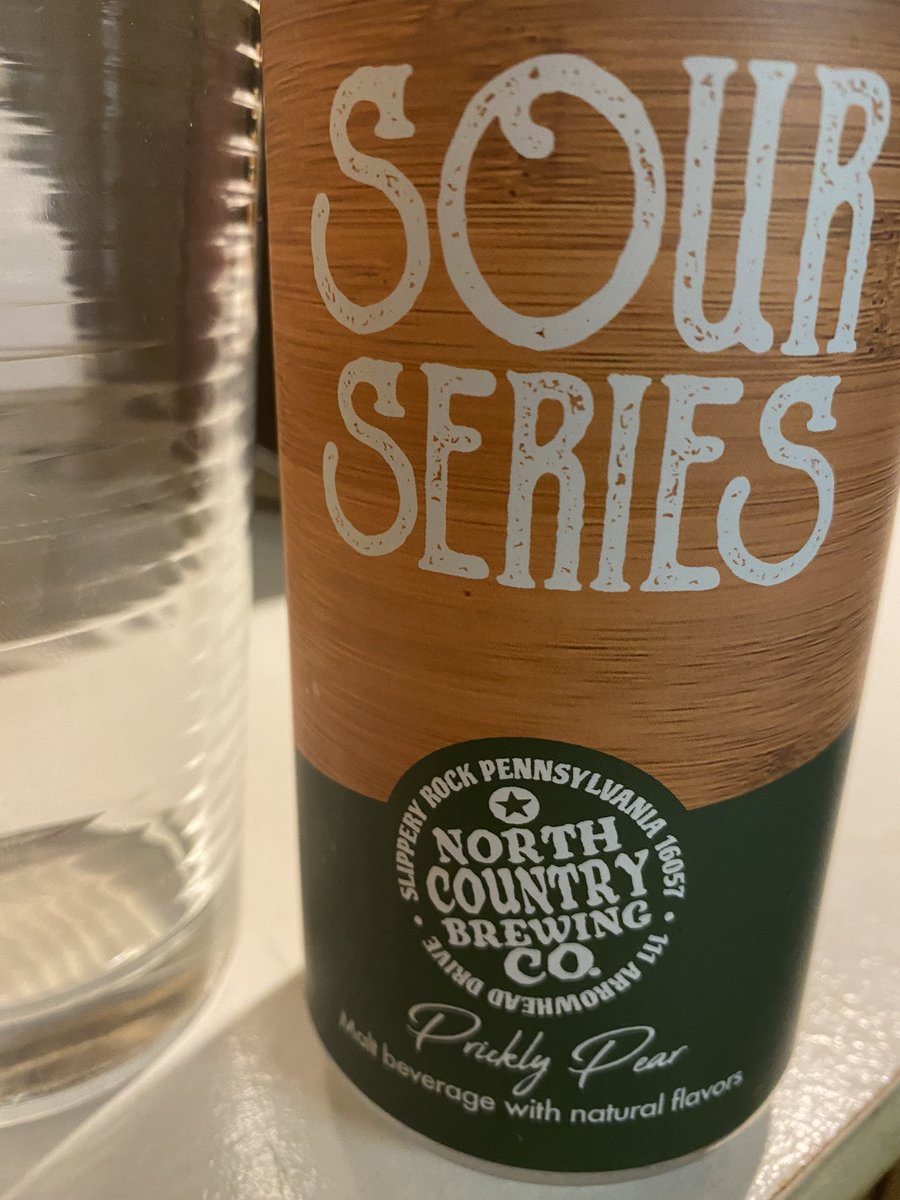 SOUR
SERIES
SLIPPERY ROCK PENNSYLVANIA 16057
NORTH
COUNTRY
BREWING
CO.
• 111 ARROWHEAD DRIVE •
Prickly Pear
Malt beverage with natural flavors